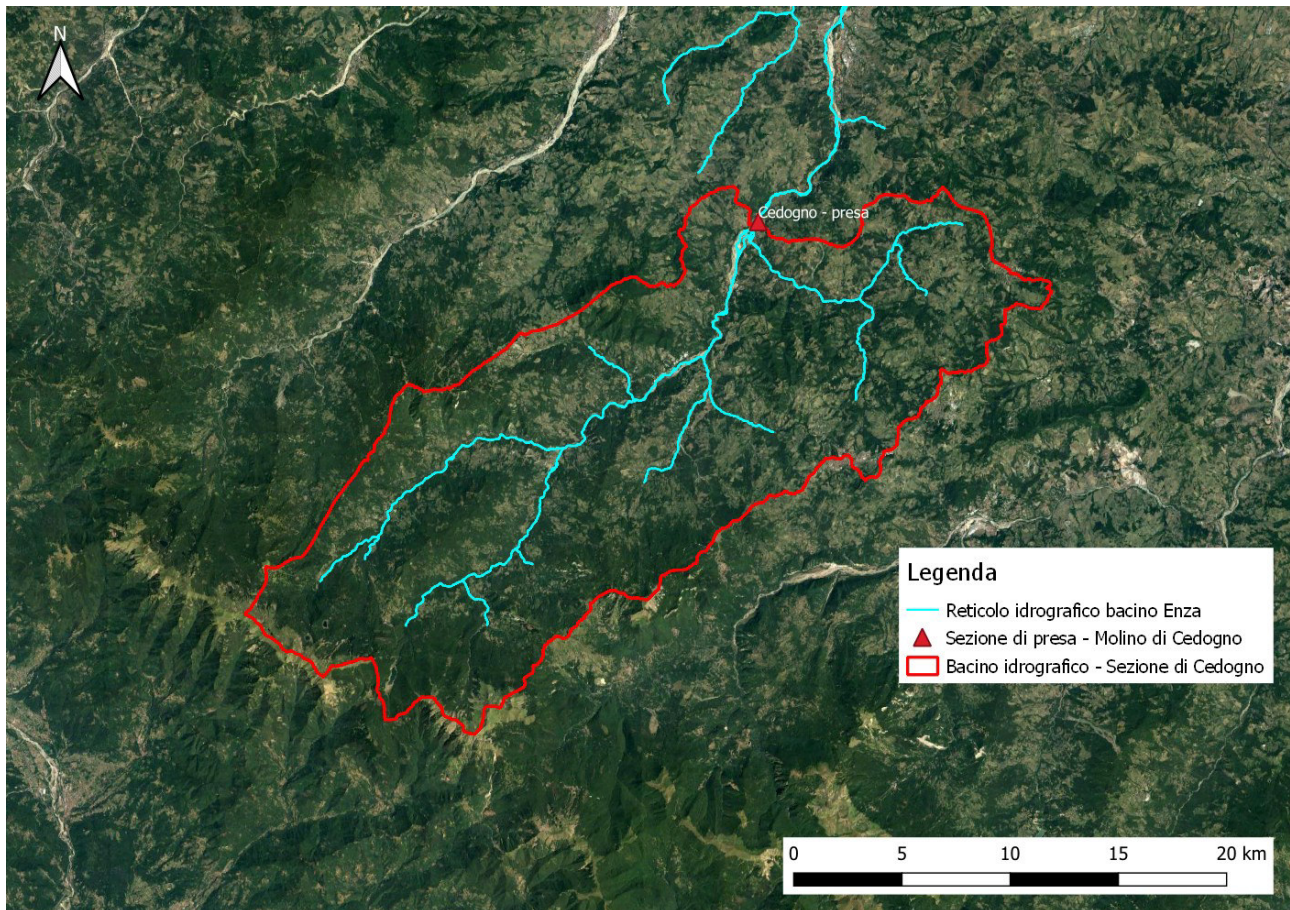 N
Cedogno - presa
Legenda
Reticolo idrografico bacino Enza
Sezione di presa - Molino di Cedogno
Bacino idrografico - Sezione di Cedogno
0 5 10 15 20 km